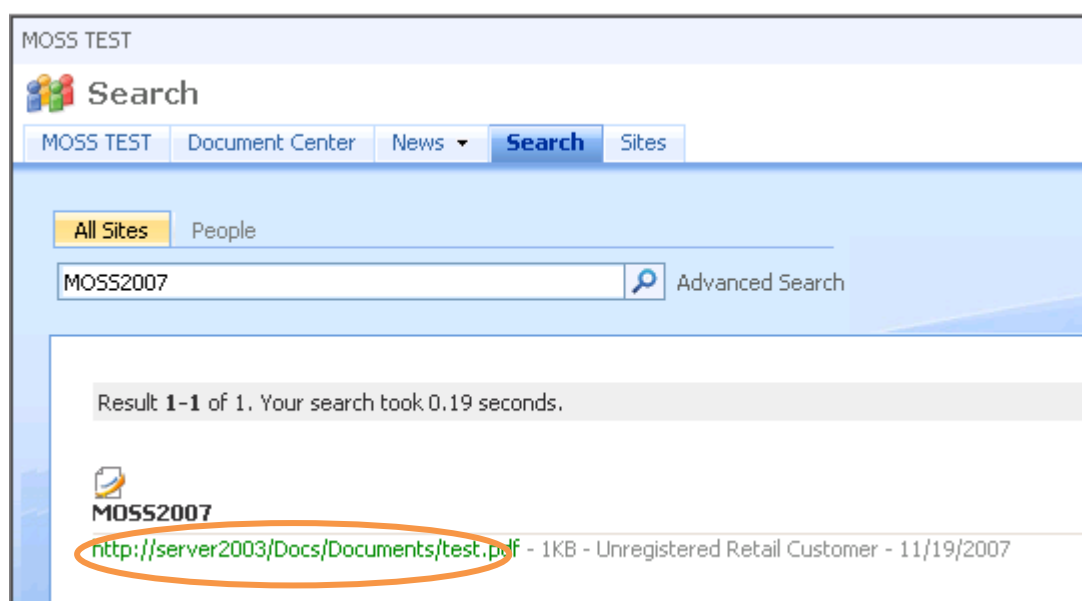 MOSS TEST
Search
MOSS TEST Document Center News Search Sites
All Sites People
MOSS2007 Advanced Search
Result 1-1 of 1. Your search took 0.19 seconds.
MOSS2007
http://server2003/Docs/Documents/test.pdf - 1KB - Unregistered Retail Customer - 11/19/2007